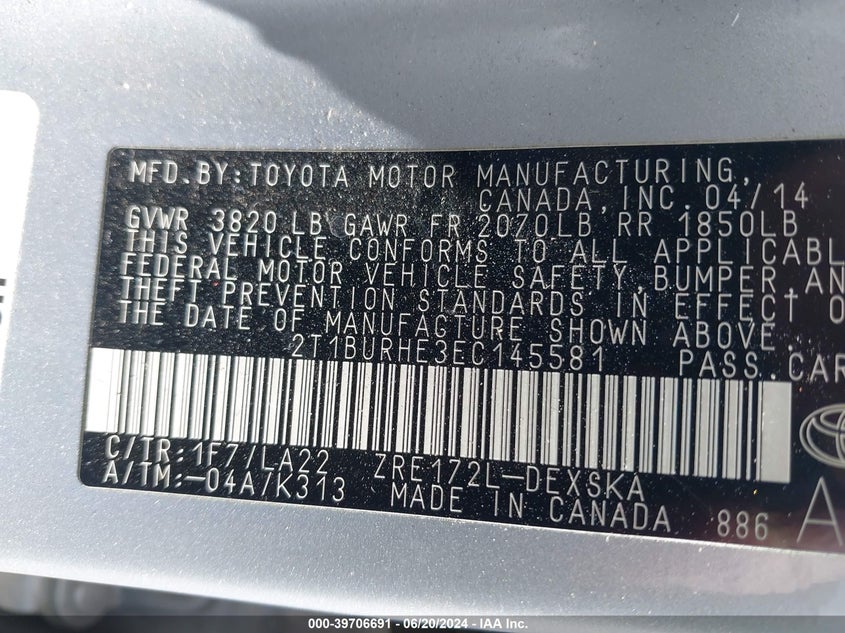 MFD.BY:TOYOTA MOTOR MANUFACTURING,
CANADA, INC. 04/14
GVWR 3820 LB GAWR FR 2070LB RR 1850LB
THIS VEHICLE CONFORMS TO ALL APPLICABL
FEDERAL MOTOR VEHICLE SAFETY, BUMPER, AN
THEFT PREVENTION STANDARDS IN EFFECT O
THE DATE OF MANUFACTURE SHOWN ABOVE.
2T1BURHE3EC145581 PASS.CAR
C/TR:1F7/LA22 ZRE172L-DEXSKA
A/TM:-04A/K313 MADE IN CANADA 886 A
000-39706691 - 06/20/2024 - IAA Inc.